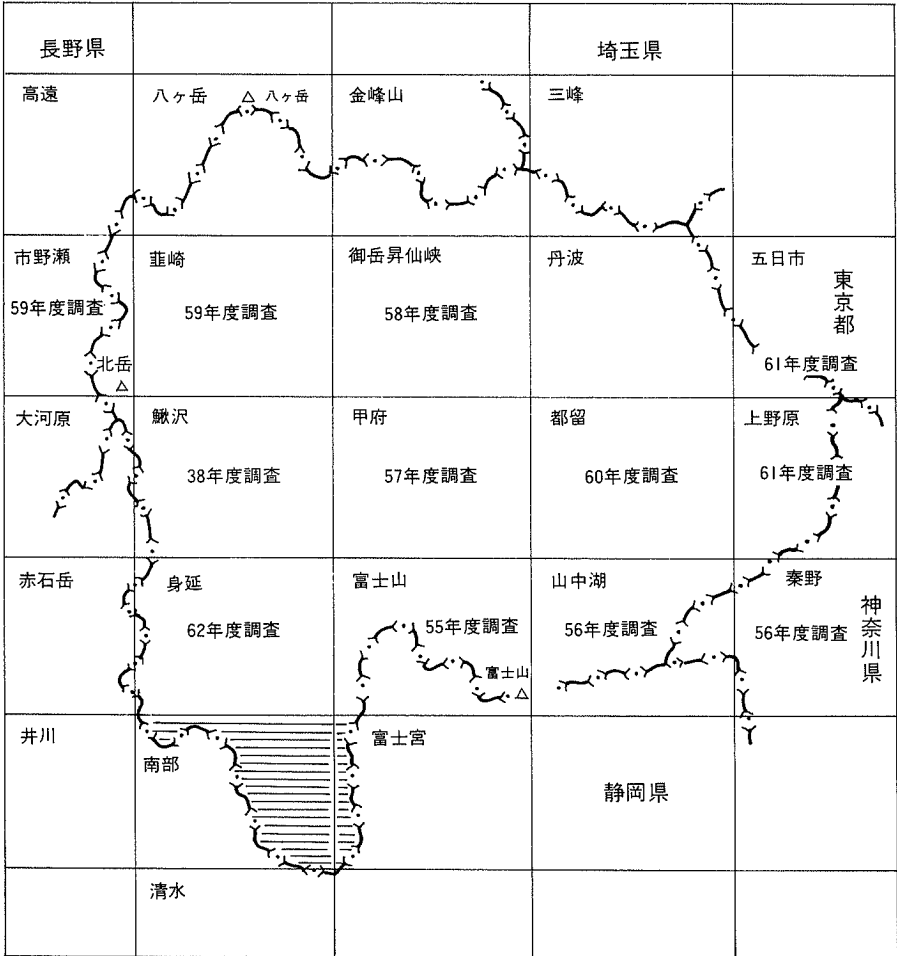 長野県
埼玉県
高遠
八ヶ岳
△ 八ヶ岳
金峰山
三峰
市野瀬
59年度調査
北岳
△
韮崎
59年度調査
御岳昇仙峡
58年度調査
丹波
五日市
東京都
61年度調査
大河原
鰍沢
38年度調査
甲府
57年度調査
都留
60年度調査
上野原
61年度調査
赤石岳
身延
62年度調査
富士山
55年度調査
富士山
△
山中湖
56年度調査
秦野
56年度調査
神奈川県
井川
南部
富士宮
静岡県
清水